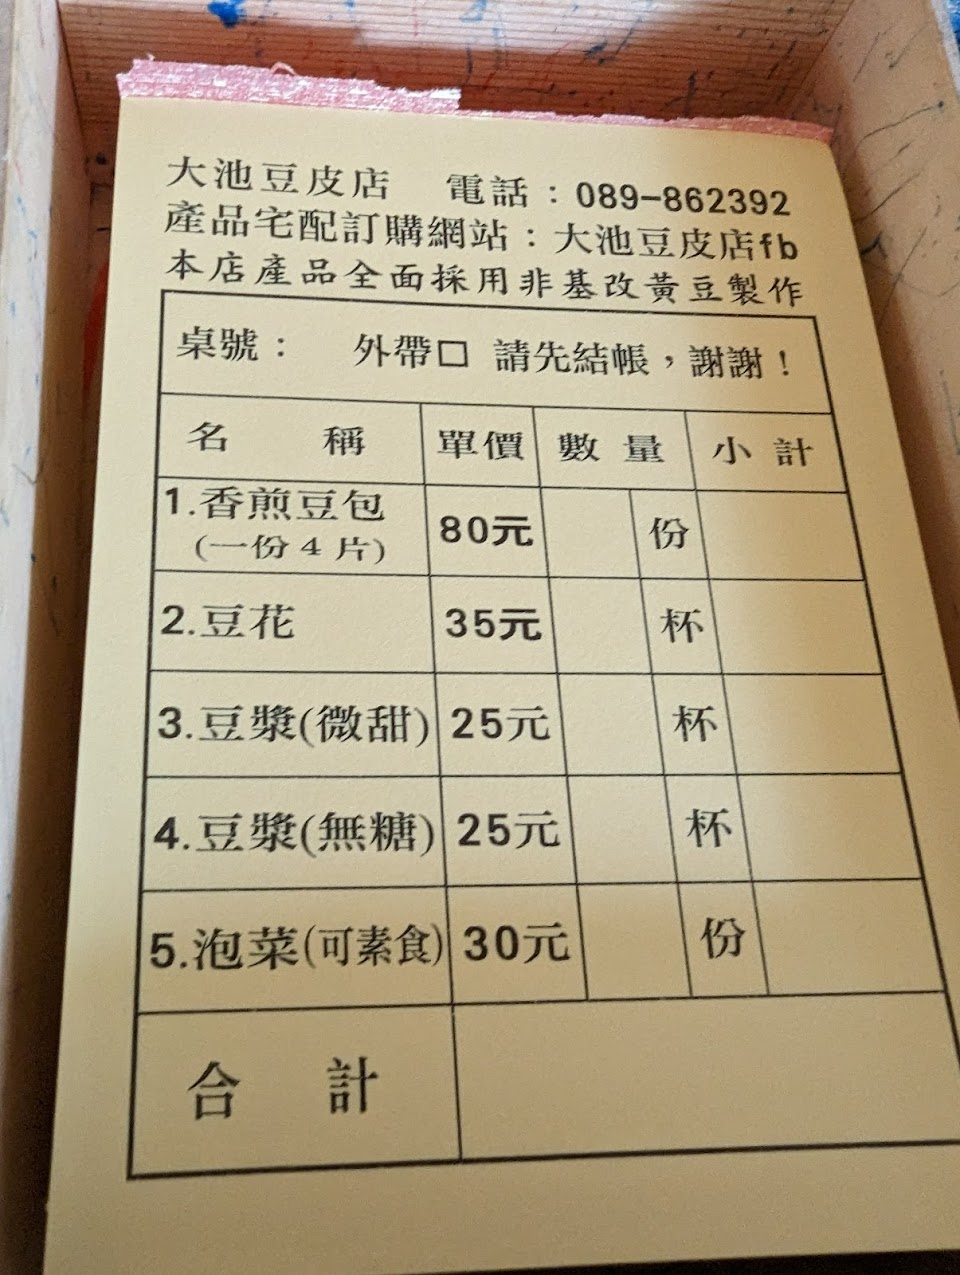 大池豆皮店 電話：089-862392
產品宅配訂購網站：大池豆皮店fb
本店產品全面採用非基改黃豆製作
桌號： 外帶□ 請先結帳，謝謝！
名 稱 單價 數量 小計
1.香煎豆包 80元 份
(一份4片)
2.豆花 35元 杯
3.豆漿(微甜) 25元 杯
4.豆漿(無糖) 25元 杯
5.泡菜(可素食) 30元 份
合 計